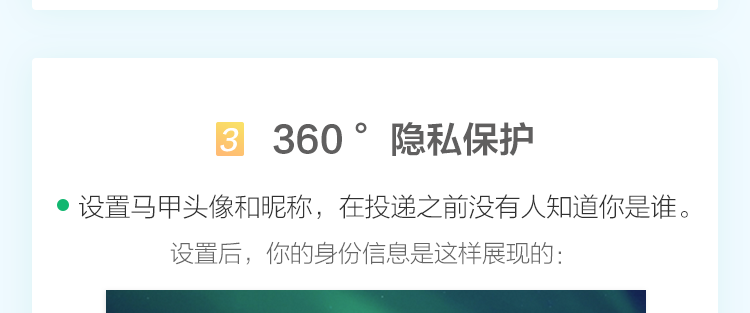 3 360°隐私保护
设置马甲头像和昵称，在投递之前没有人知道你是谁。
设置后，你的身份信息是这样展现的：